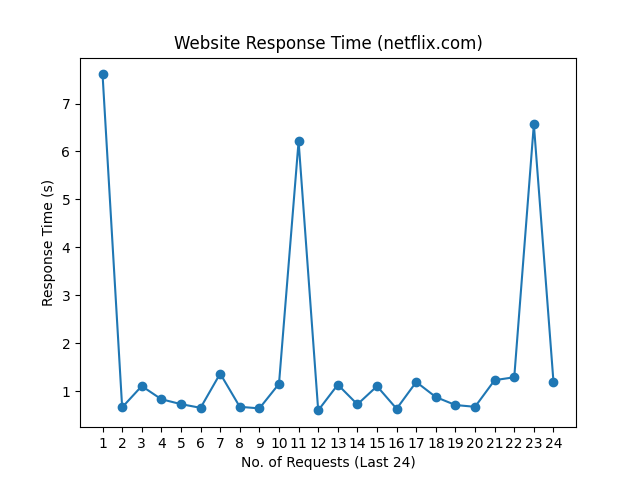 Website Response Time (netflix.com)
Response Time (s)
7
6
5
4
3
2
1
1 2 3 4 5 6 7 8 9 10 11 12 13 14 15 16 17 18 19 20 21 22 23 24
No. of Requests (Last 24)